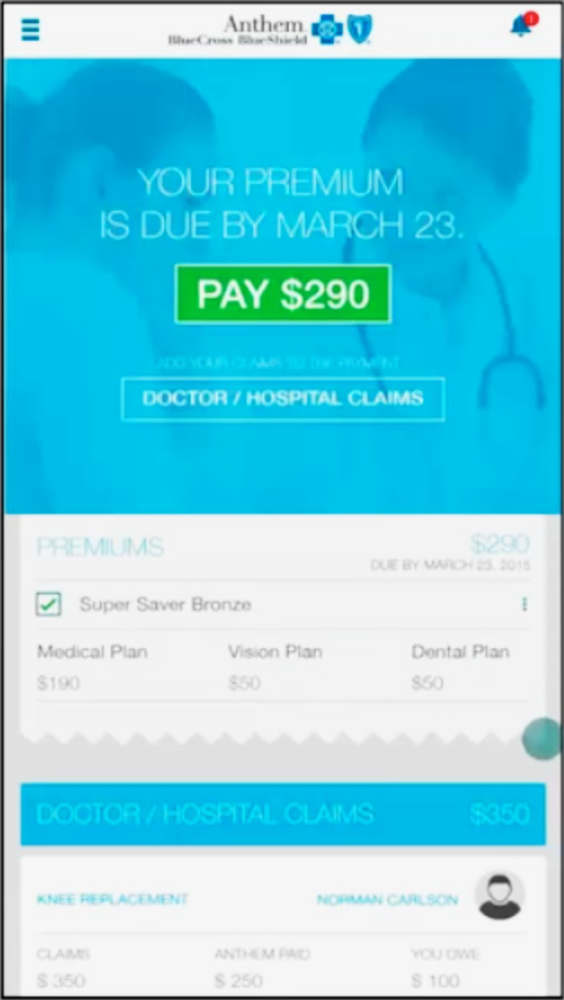 Anthem
BlueCross BlueShield
1
YOUR PREMIUM
IS DUE BY MARCH 23.
PAY $290
ADD YOUR CLAIMS TO THE PAYMENT
DOCTOR / HOSPITAL CLAIMS
PREMIUMS $290
DUE BY MARCH 23, 2015
Super Saver Bronze
Medical Plan Vision Plan Dental Plan
$190 $50 $50
DOCTOR / HOSPITAL CLAIMS $350
KNEE REPLACEMENT NORMAN CARLSON
CLAIMS ANTHEM PAID YOU OWE
$ 350 $ 250 $ 100